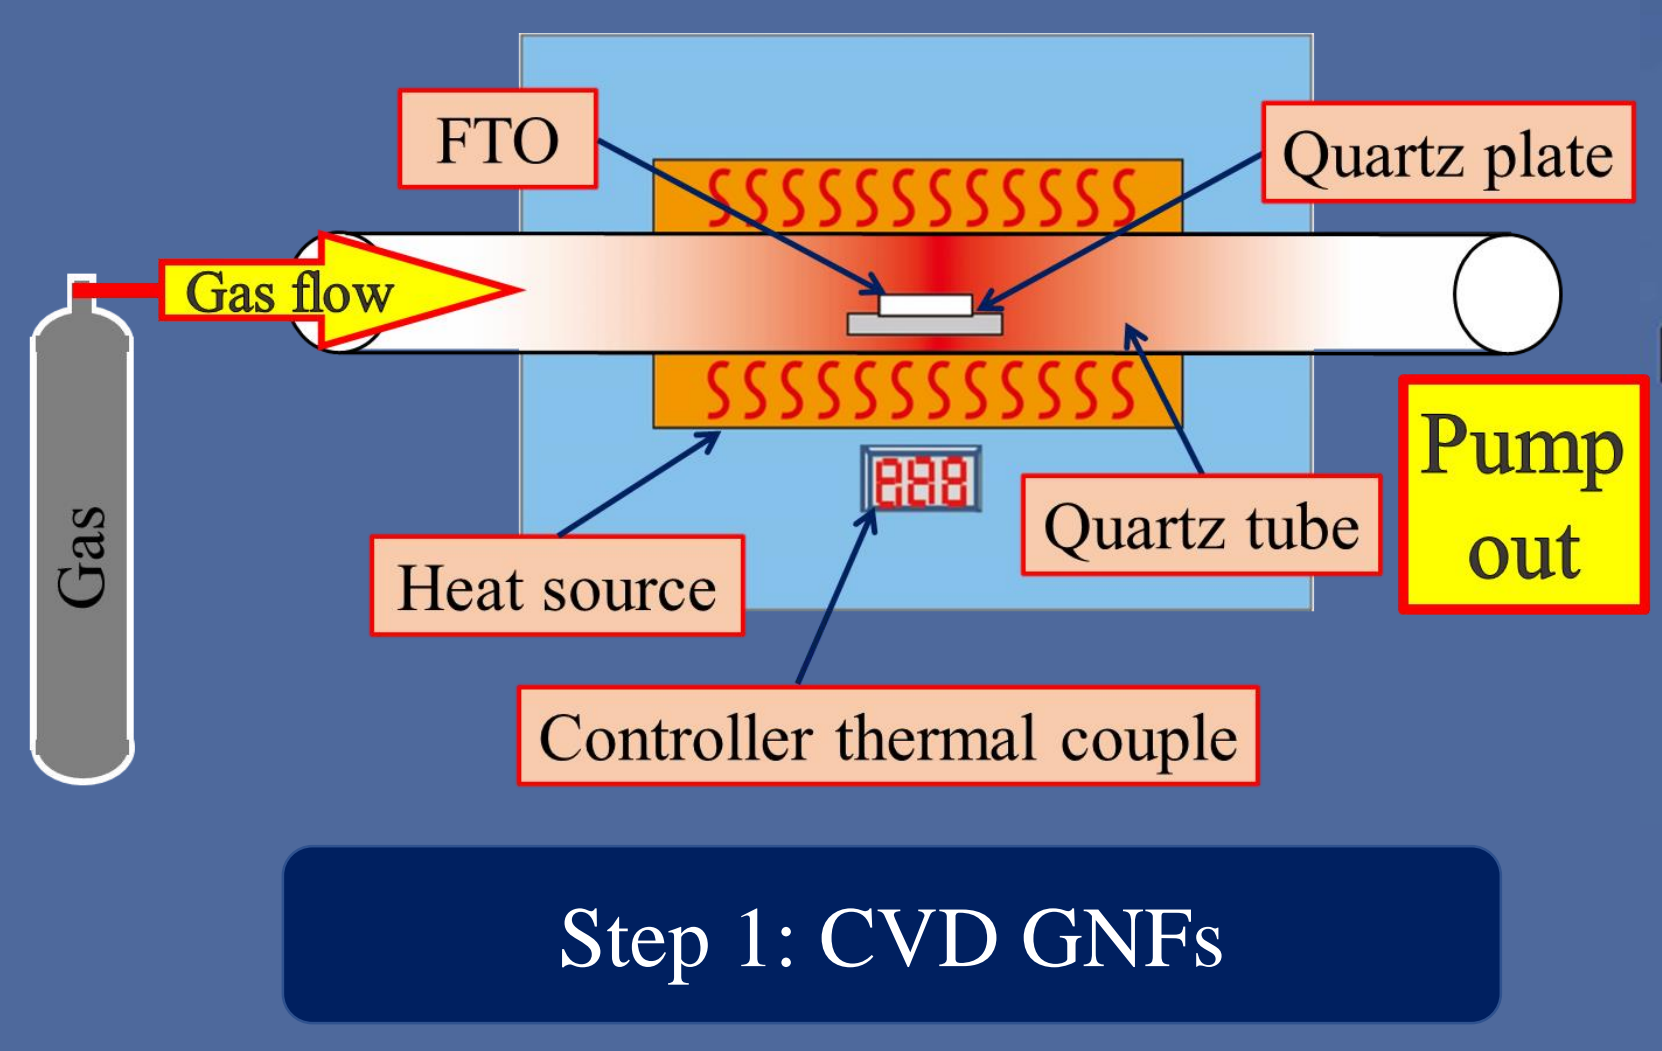 FTO
Quartz plate
Gas flow
Gas
Pump
out
Quartz tube
Heat source
Controller thermal couple
Step 1: CVD GNFs